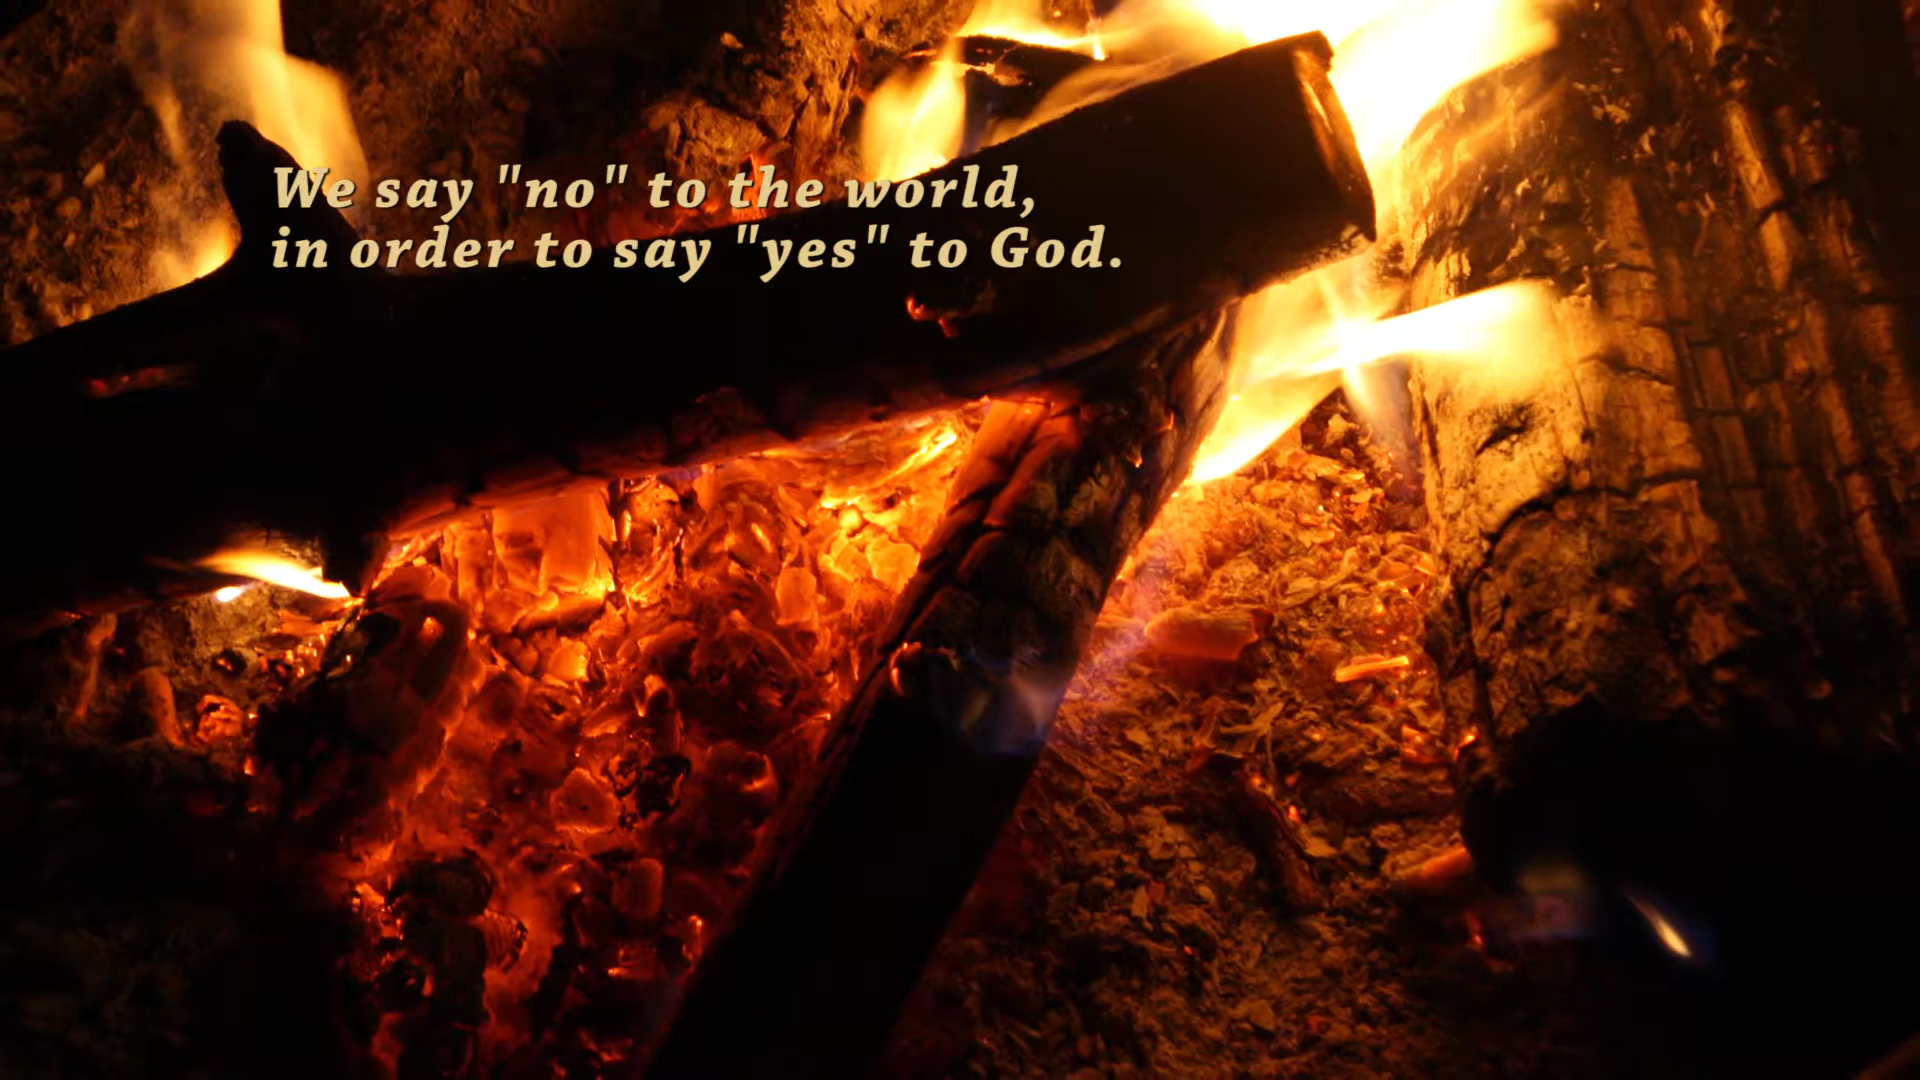 We say "no" to the world,
in order to say "yes" to God.